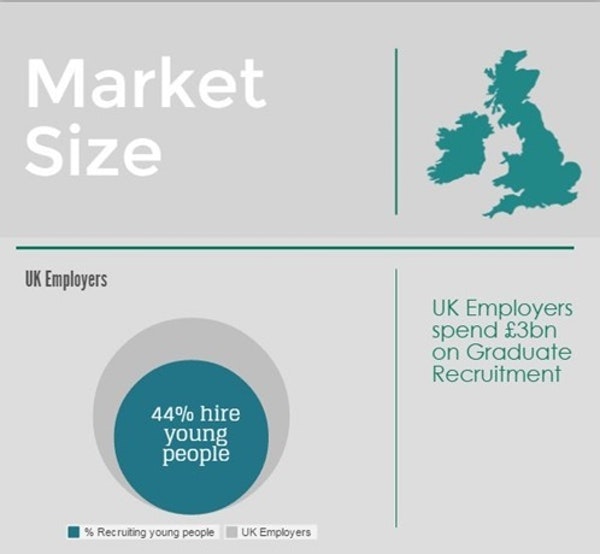 Market
Size
UK Employers
44% hire
young
people
% Recruiting young people
UK Employers
UK Employers
spend £3bn
on Graduate
Recruitment